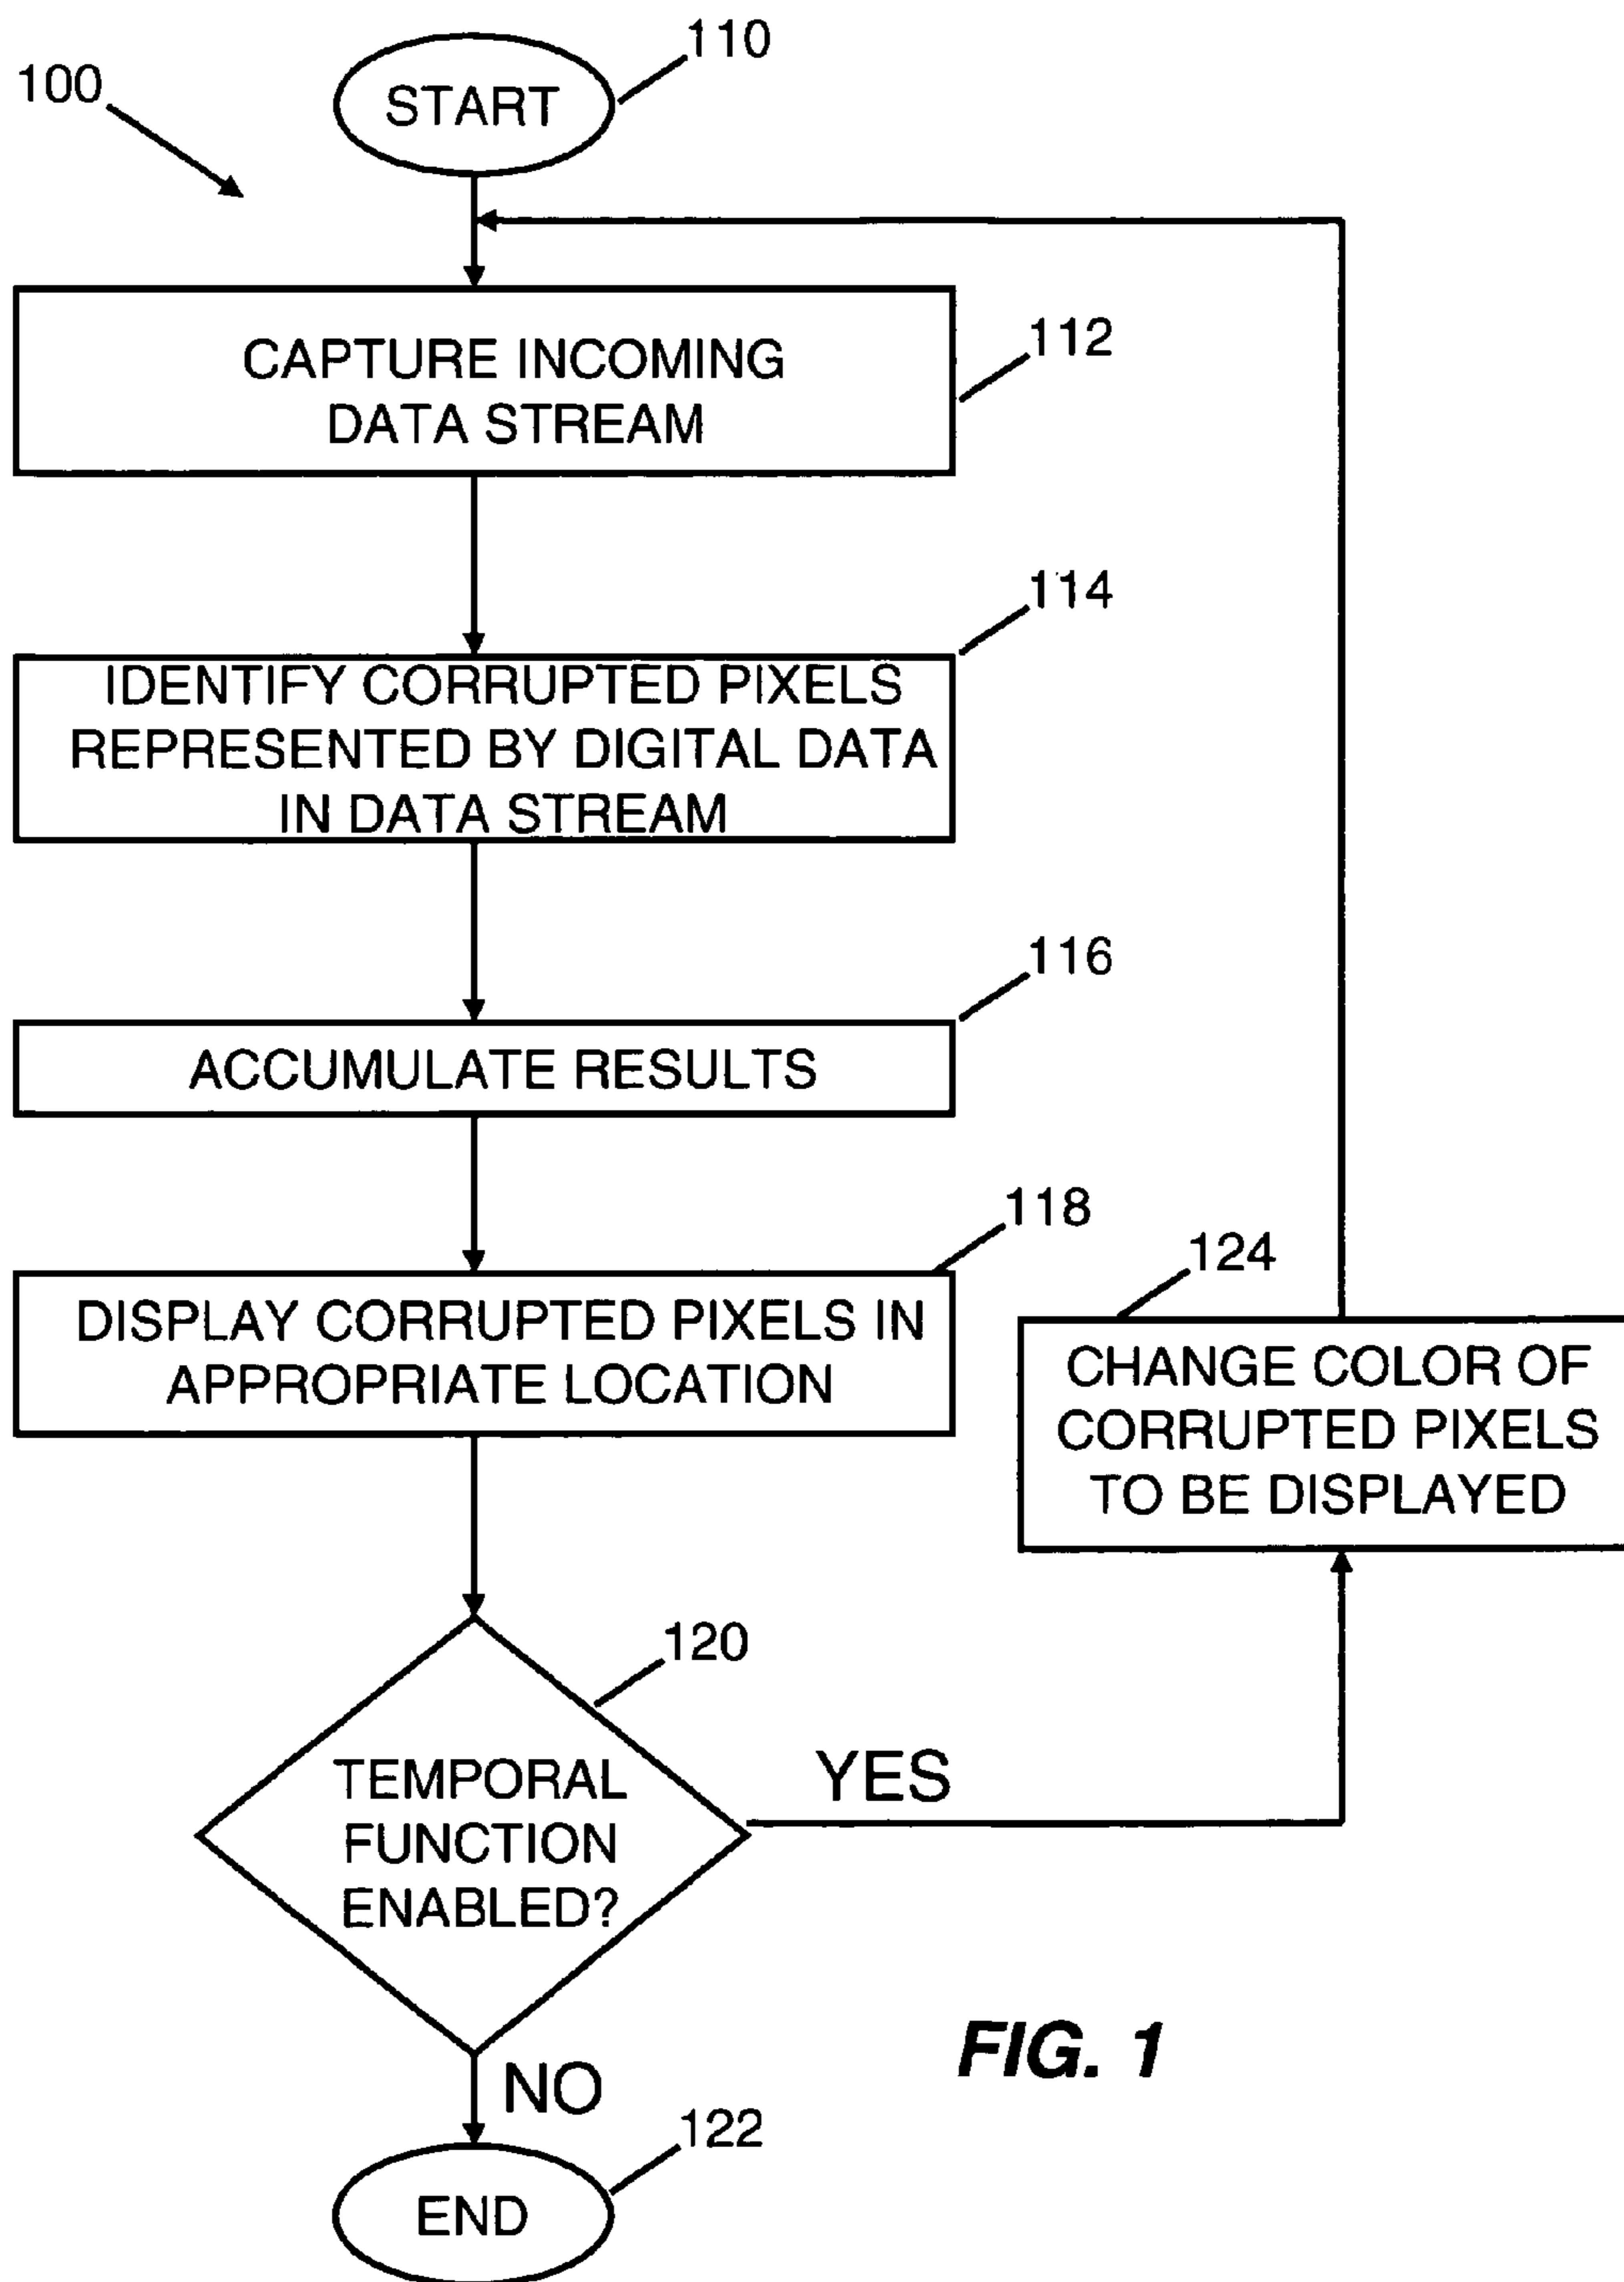 110
100
START
CAPTURE INCOMING
DATA STREAM
112
114
IDENTIFY CORRUPTED PIXELS
REPRESENTED BY DIGITAL DATA
IN DATA STREAM
116
ACCUMULATE RESULTS
118
DISPLAY CORRUPTED PIXELS IN
APPROPRIATE LOCATION
124
CHANGE COLOR OF
CORRUPTED PIXELS
TO BE DISPLAYED
120
TEMPORAL
FUNCTION
ENABLED?
YES
NO
FIG. 1
122
END